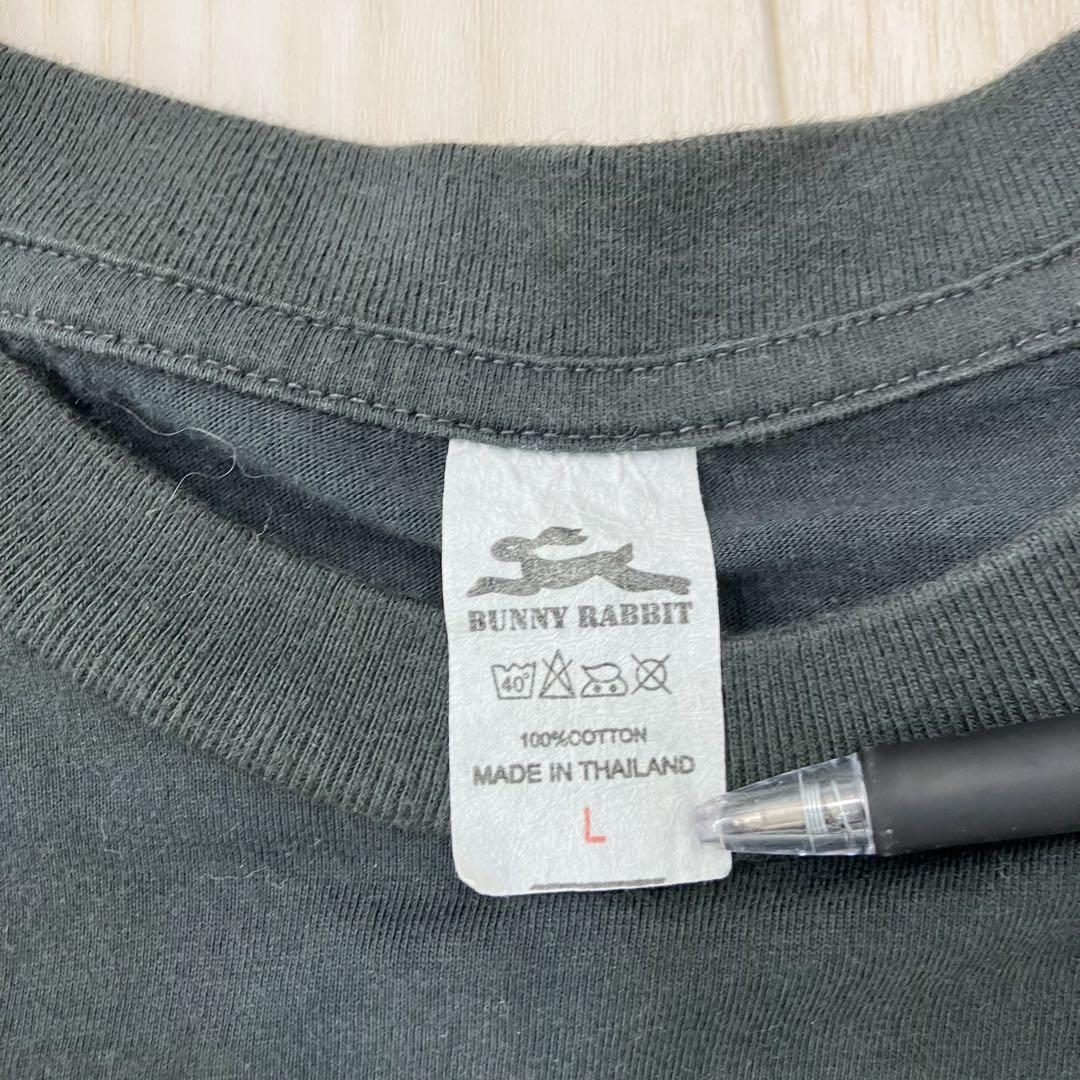 BUNNY RABBIT
40°
100%COTTON
MADE IN THAILAND
L